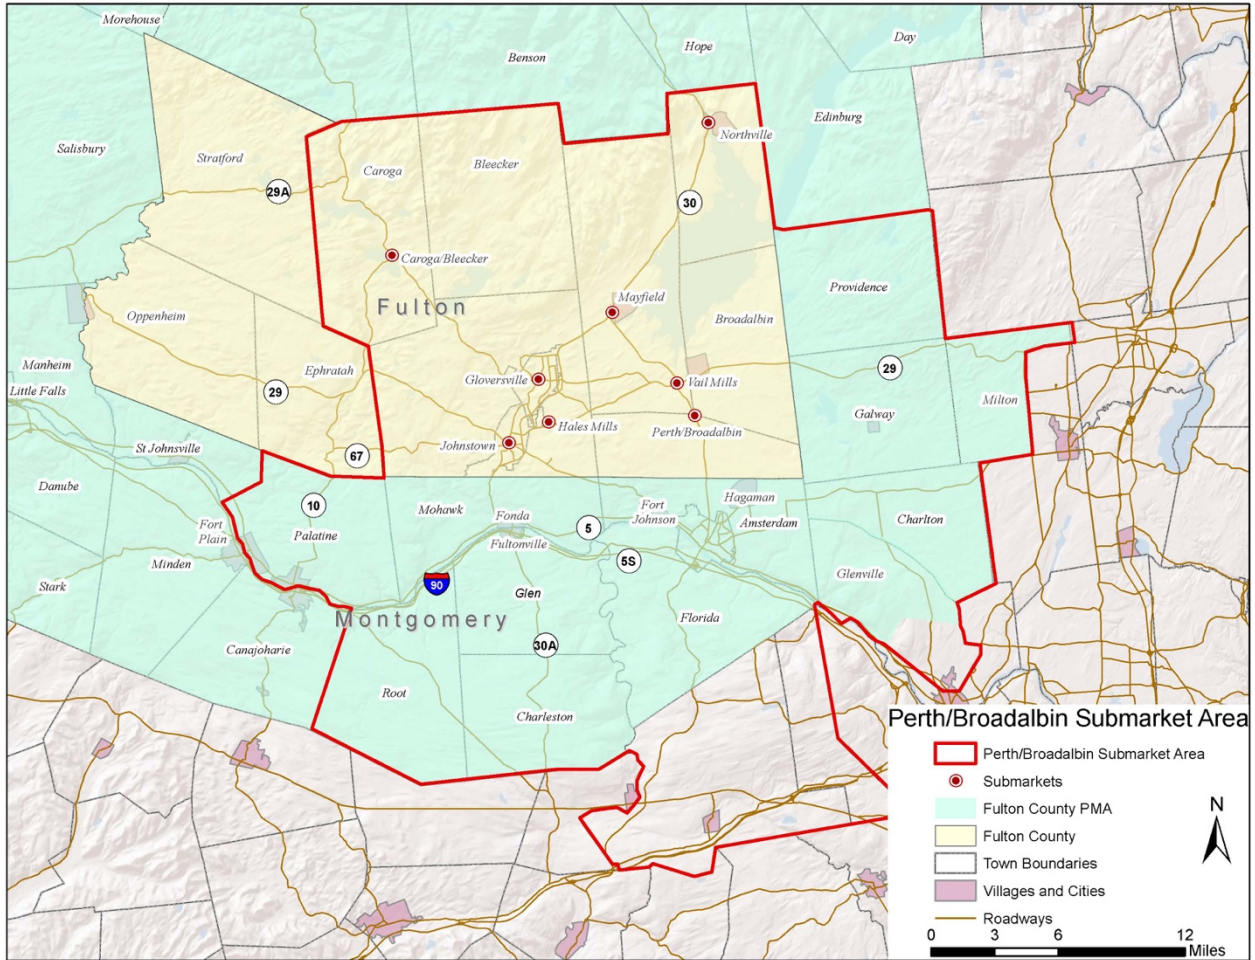 Morehouse
Day
Hope
Benson
Edinburg
Northville
Salisbury
Stratford
Caroga
Bleecker
29A
30
Caroga/Bleecker
Providence
Mayfield
Fulton
Oppenheim
Broadalbin
Manheim
Ephratah
29
Little Falls
29
Gloversville
Vail Mills
Milton
Galway
Hales Mills
Perth/Broadalbin
St Johnsville
Johnstown
67
Danube
Hagaman
10
Mohawk
Fort
Johnson
Fonda
Amsterdam
Charlton
Fort
Plain
Palatine
5
Fultonville
5S
Minden
Glenville
Stark
90
Glen
Montgomery
Florida
30A
Canajoharie
Root
Charleston
Perth/Broadalbin Submarket Area
Perth/Broadalbin Submarket Area
Submarkets
Fulton County PMA
Fulton County
Town Boundaries
Villages and Cities
Roadways
N
0 3 6 12
Miles